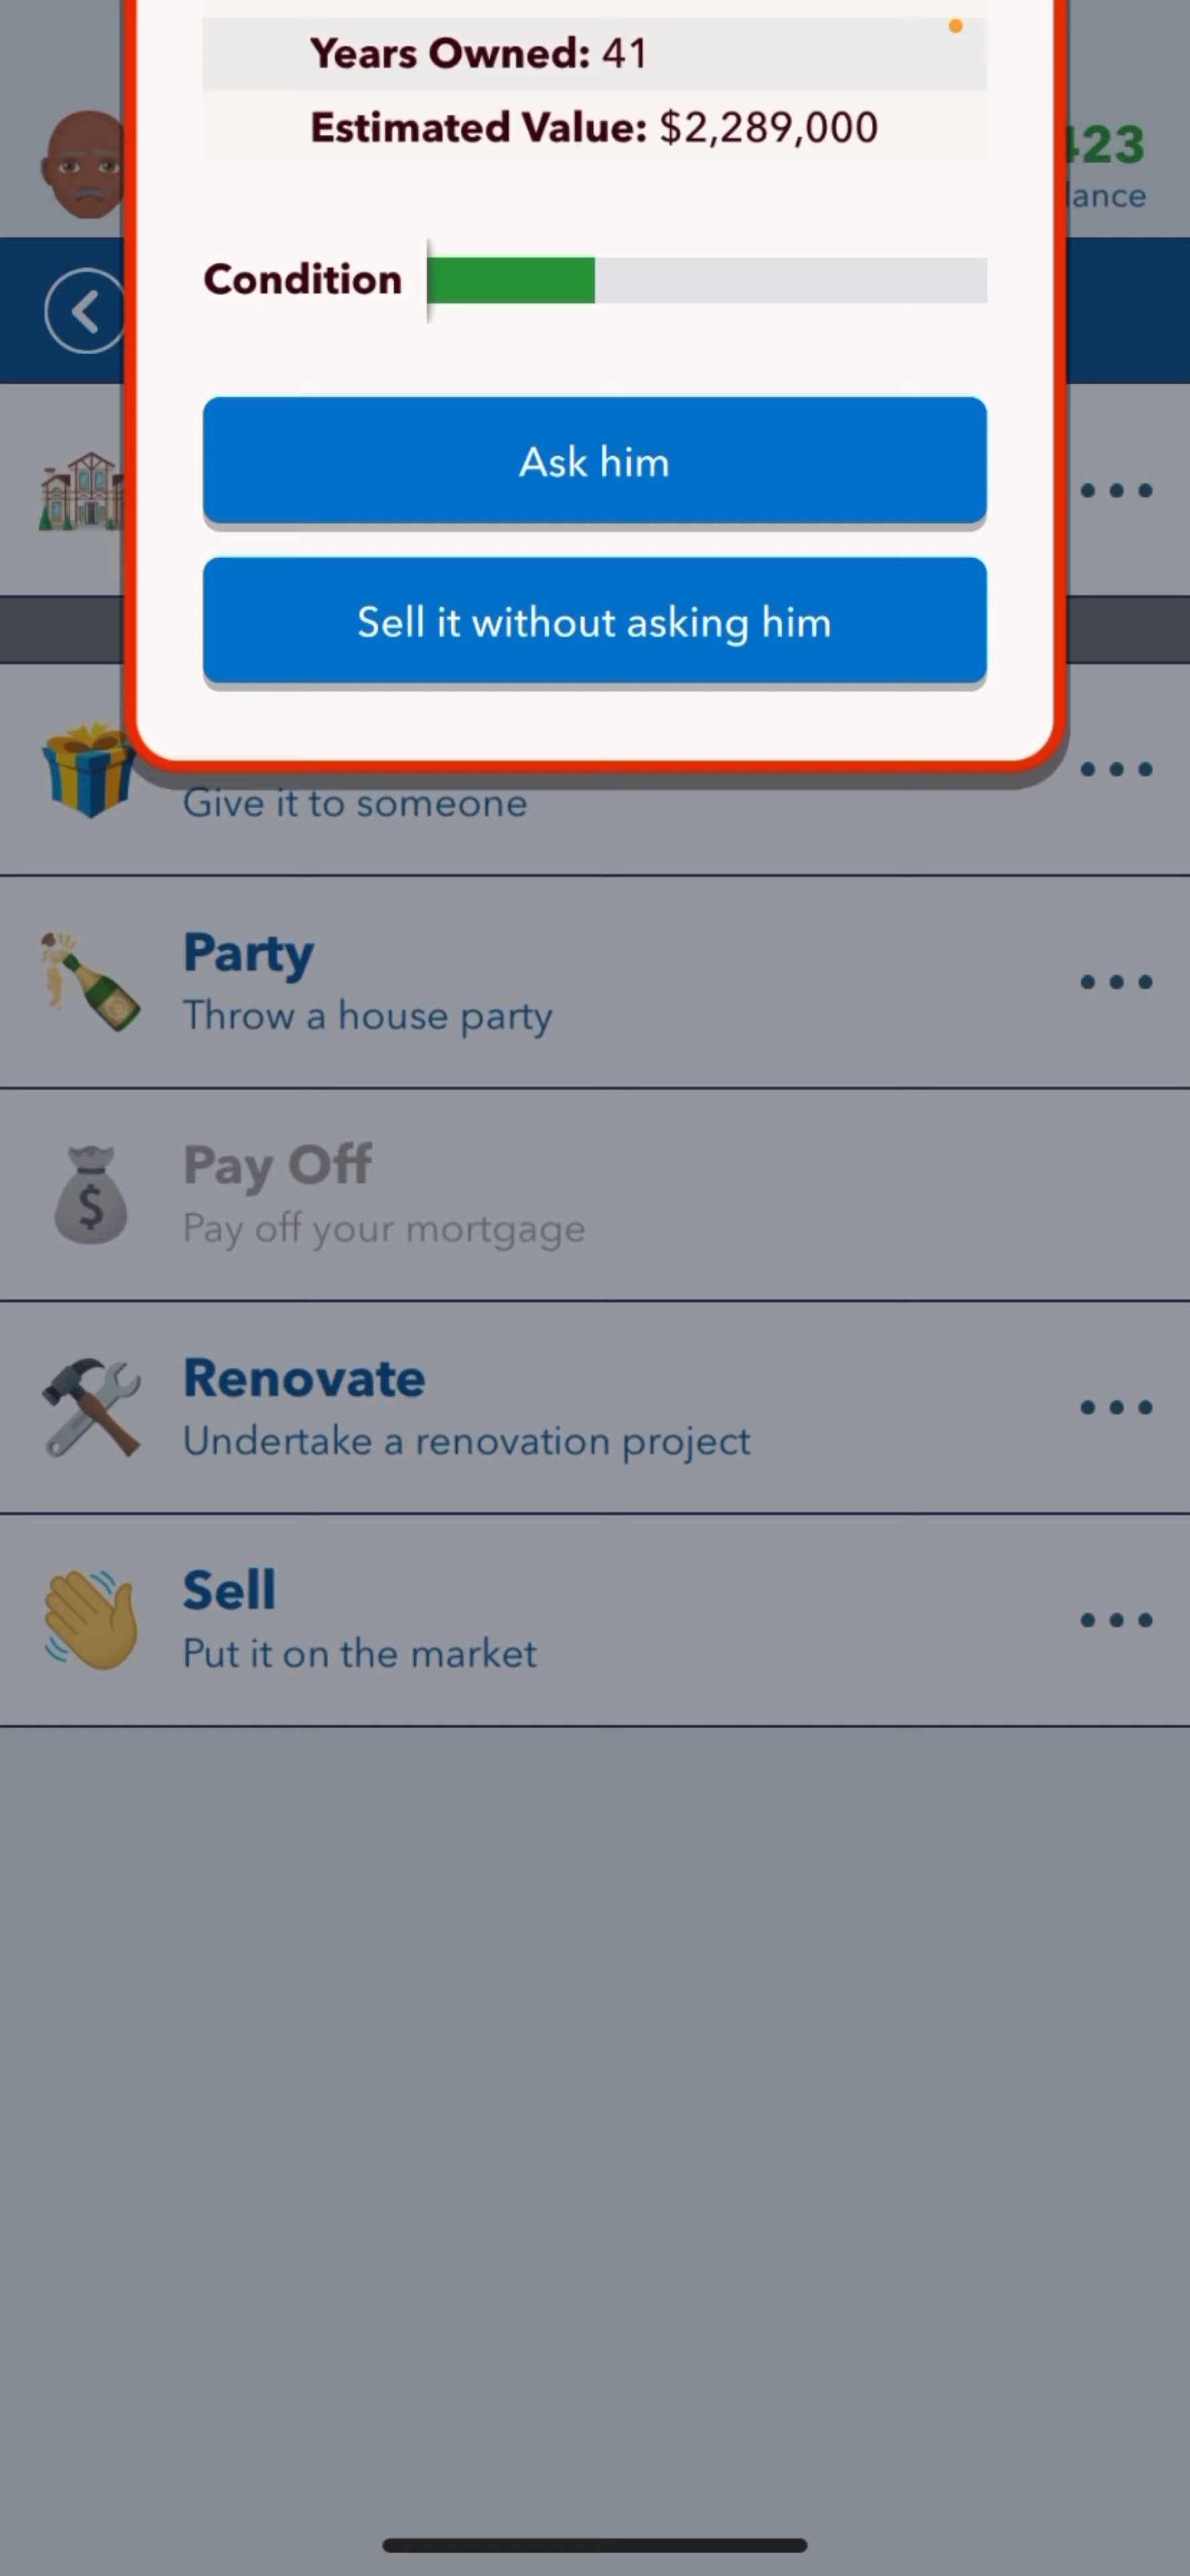 Years Owned: 41
Estimated Value: $2,289,000
423
Condition
Ask him
Sell it without asking him
Give it to someone
Party
Throw a house party
Pay Off
Pay off your mortgage
Renovate
Undertake a renovation project
Sell
Put it on the market